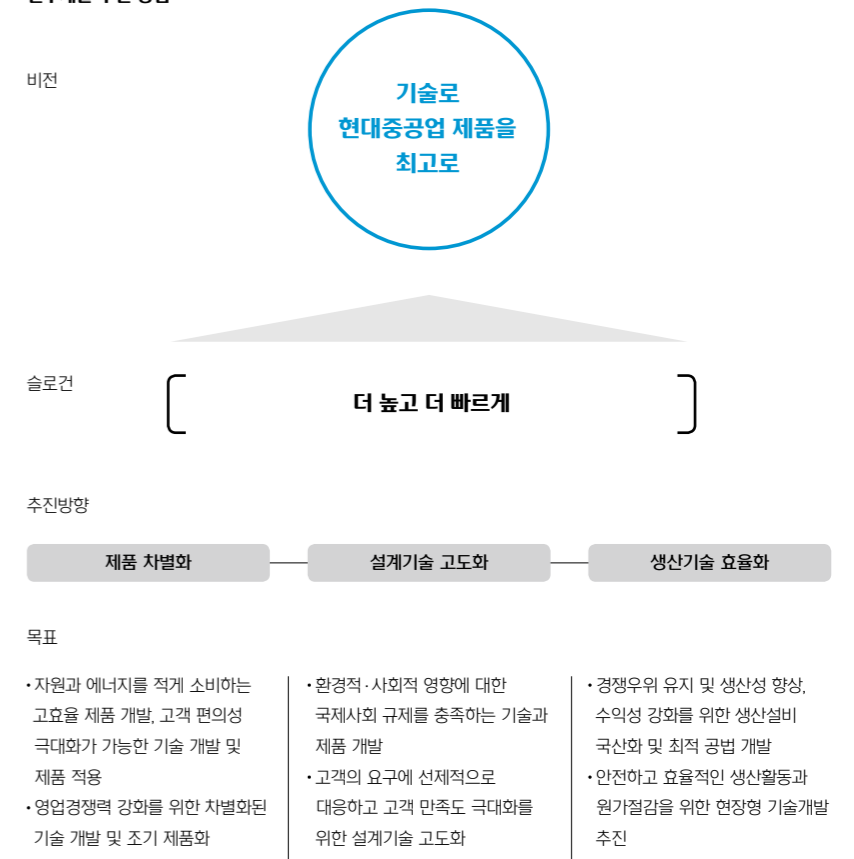 비전
기술로
현대중공업 제품을
최고로
슬로건
더 높고 더 빠르게
추진방향
제품 차별화
설계기술 고도화
생산기술 효율화
목표
• 자원과 에너지를 적게 소비하는
고효율 제품 개발, 고객 편의성
극대화가 가능한 기술 개발 및
제품 적용
• 영업경쟁력 강화를 위한 차별화된
기술 개발 및 조기 제품화
• 환경적·사회적 영향에 대한
국제사회 규제를 충족하는 기술과
제품 개발
• 고객의 요구에 선제적으로
대응하고 고객 만족도 극대화를
위한 설계기술 고도화
• 경쟁우위 유지 및 생산성 향상,
수익성 강화를 위한 생산설비
국산화 및 최적 공법 개발
• 안전하고 효율적인 생산활동과
원가절감을 위한 현장형 기술개발
추진